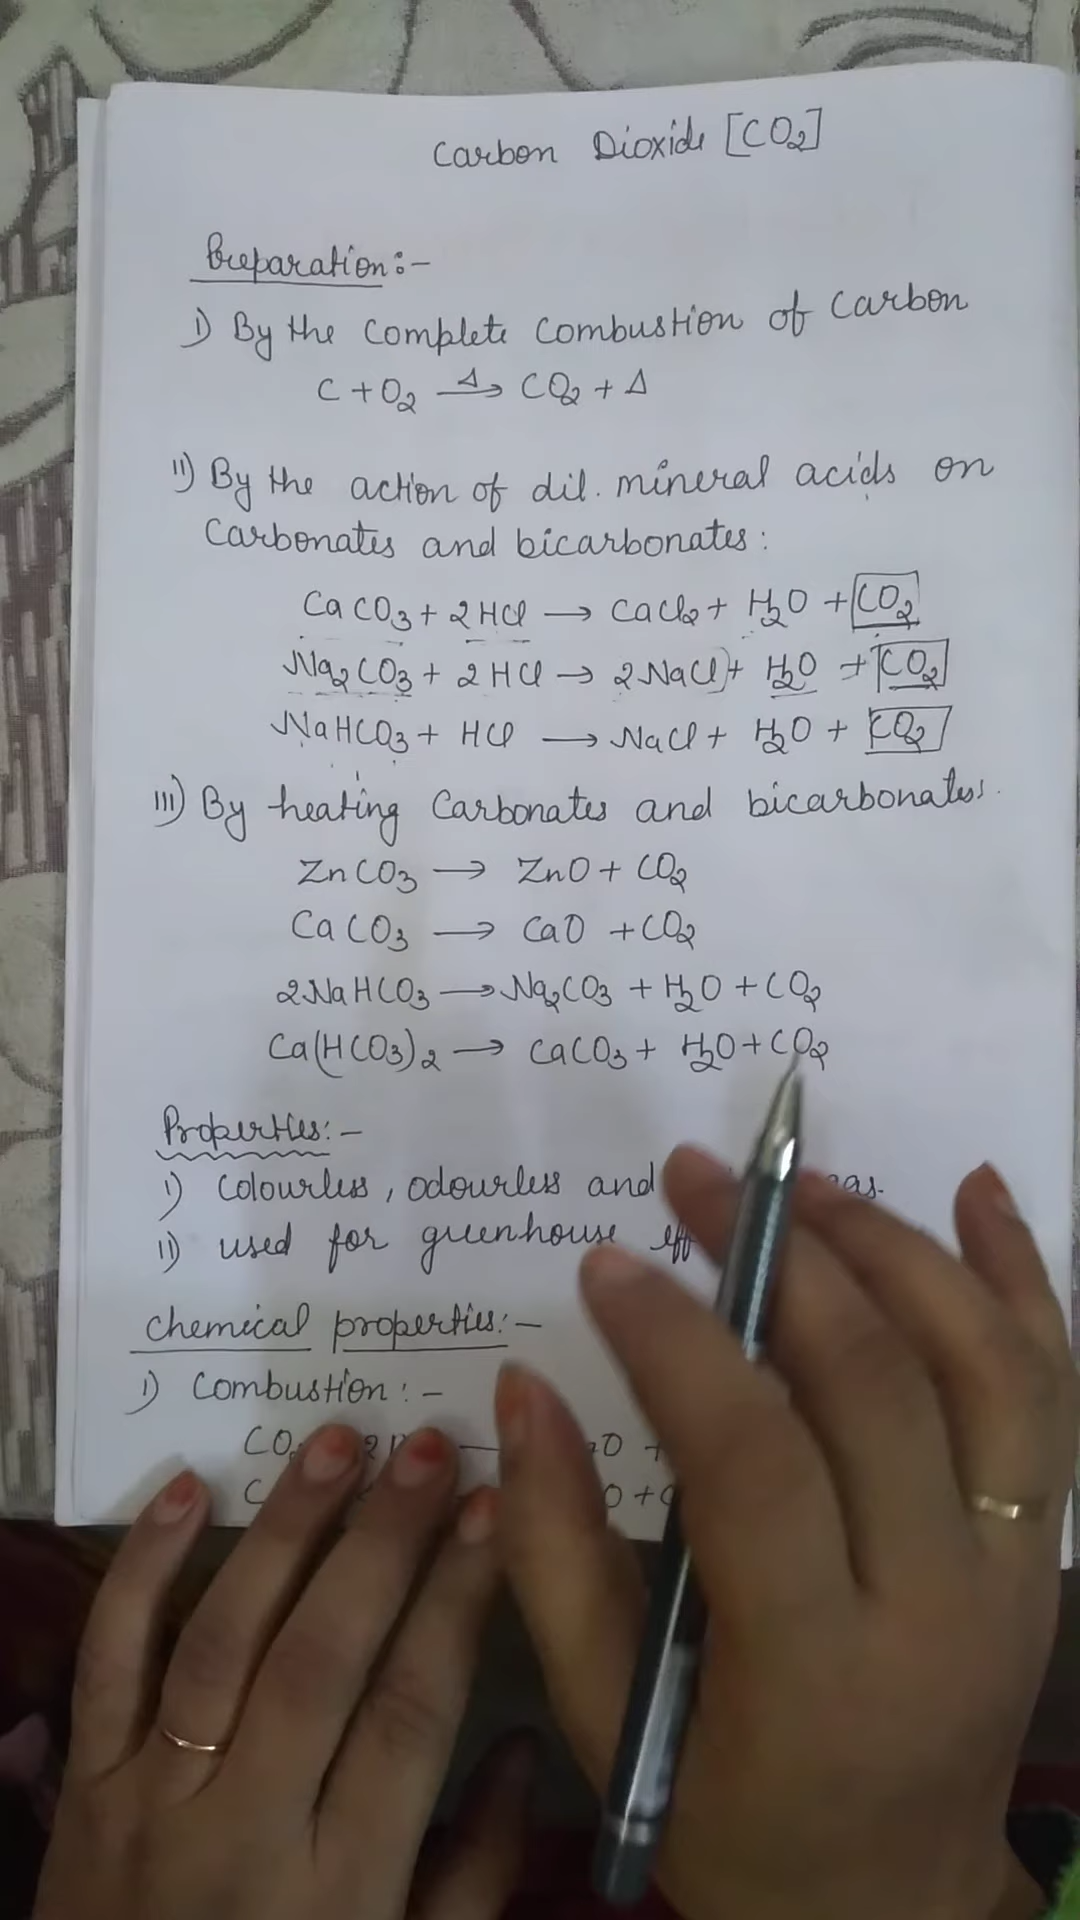 Carbon Dioxide [CO₂]
Preparation:-
I) By the complete combustion of carbon
C + O₂ —Δ→ CO₂ + Δ
II) By the action of dil. mineral acids on
Carbonates and bicarbonates:
CaCO₃ + 2HCl → CaCl₂ + H₂O + CO₂
Na₂CO₃ + 2HCl → 2NaCl + H₂O + CO₂
NaHCO₃ + HCl → NaCl + H₂O + CO₂
III) By heating Carbonates and bicarbonates.
ZnCO₃ → ZnO + CO₂
CaCO₃ → CaO + CO₂
2NaHCO₃ → Na₂CO₃ + H₂O + CO₂
Ca(HCO₃)₂ → CaCO₃ + H₂O + CO₂
Properties:-
I) Colourless, odourless and gas.
II) used for greenhouse
Chemical properties:-
I) Combustion:-